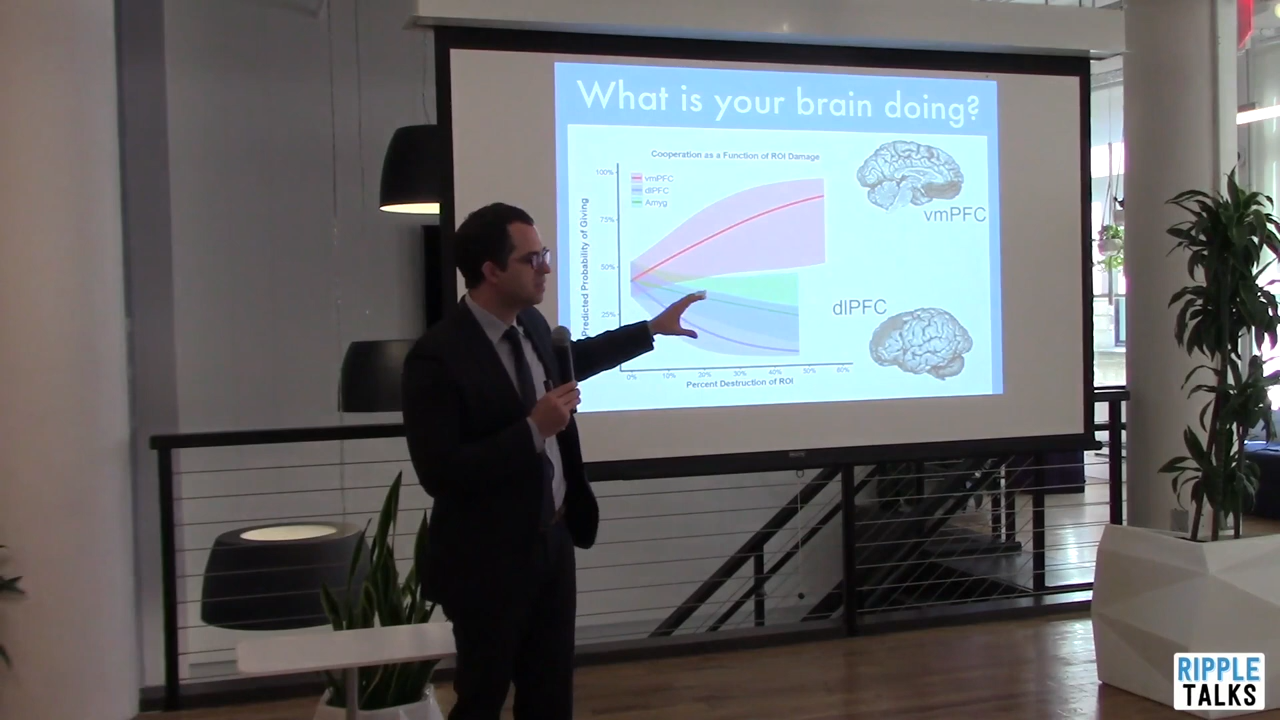 What is your brain doing?
Cooperation as a Function of ROI Damage
vmPFC
dlPFC
Amyg
100%
75%
50%
25%
Predicted Probability of Giving
0%
10%
20%
30%
40%
50%
60%
Percent Destruction of ROI
vmPFC
dlPFC
RIPPLE
TALKS